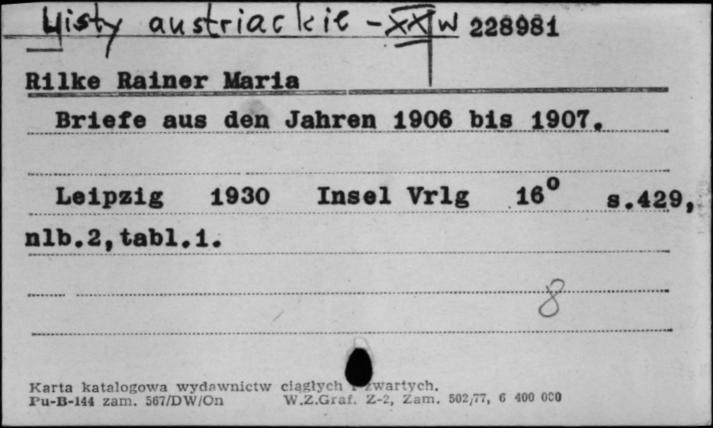 Listy austriackie - XX w 228981
Rilke Rainer Maria
Briefe aus den Jahren 1906 bis 1907.
Leipzig 1930 Insel Vrlg 16° s.429,
nlb.2,tabl.1.
8
Karta katalogowa wydawnictw ciągłych i zwartych.
Pu-B-144 zam. 567/DW/On W.Z.Graf. Z-2, Zam. 502/77, 6 400 000